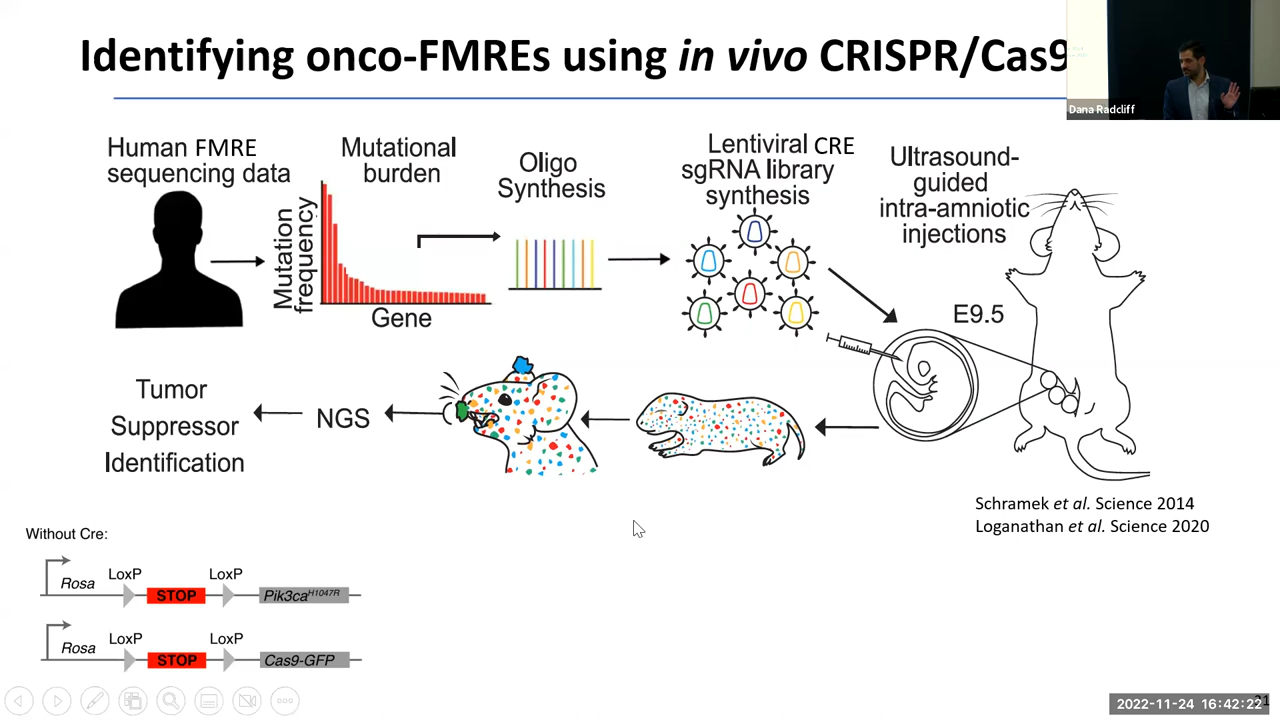 Identifying onco-FMREs using in vivo CRISPR/Cas9
Dana Radcliff
Human FMRE
sequencing data
Mutational
burden
Mutation
frequency
Gene
Oligo
Synthesis
Lentiviral CRE
sgRNA library
synthesis
Ultrasound-
guided
intra-amniotic
injections
E9.5
NGS
Tumor
Suppressor
Identification
Schramek et al. Science 2014
Loganathan et al. Science 2020
Without Cre:
Rosa LoxP STOP LoxP Pik3caH1047R
Rosa LoxP STOP LoxP Cas9-GFP
2022-11-24 16:42:22